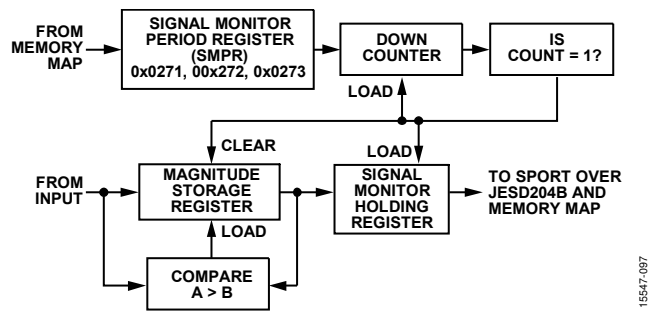 FROM
MEMORY
MAP
SIGNAL MONITOR
PERIOD REGISTER
(SMPR)
0x0271, 00x272, 0x0273
DOWN
COUNTER
IS
COUNT = 1?
LOAD
CLEAR
LOAD
FROM
INPUT
MAGNITUDE
STORAGE
REGISTER
SIGNAL
MONITOR
HOLDING
REGISTER
TO SPORT OVER
JESD204B AND
MEMORY MAP
LOAD
COMPARE
A > B
15547-097